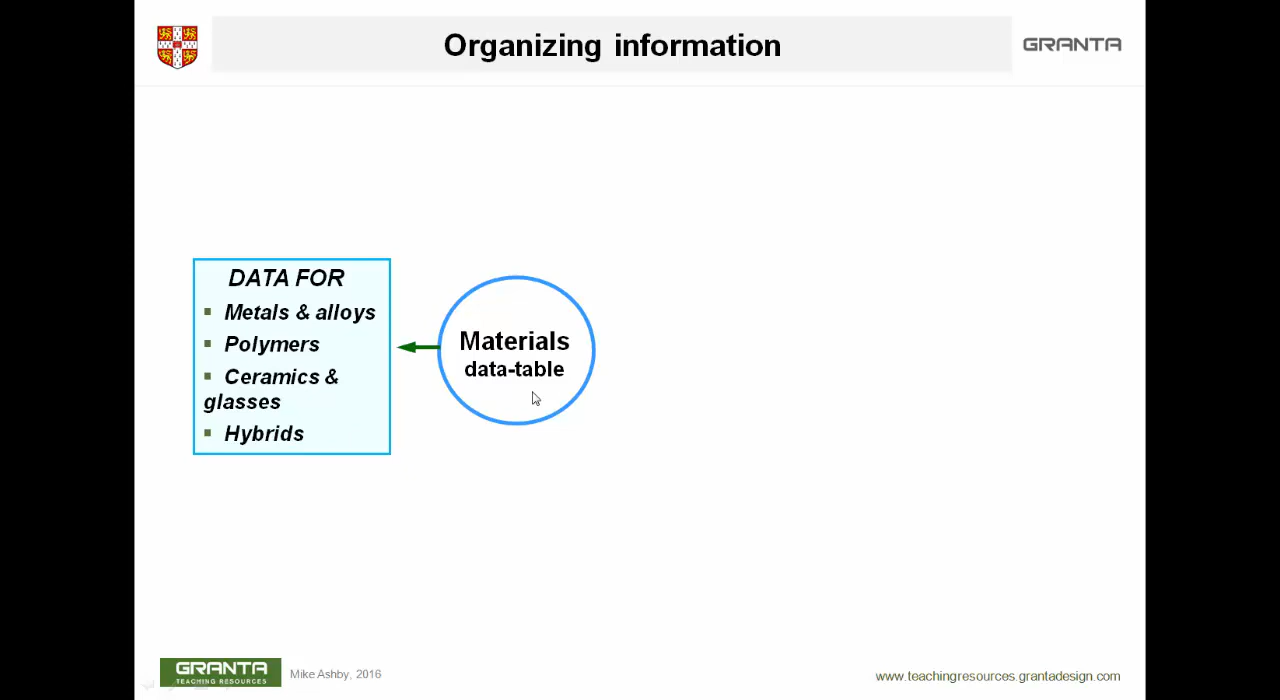 Organizing information
GRANTA
DATA FOR
▪ Metals & alloys
▪ Polymers
▪ Ceramics &
glasses
▪ Hybrids
Materials
data-table
GRANTA
TEACHING RESOURCES
Mike Ashby, 2016
www.teachingresources.grantadesign.com